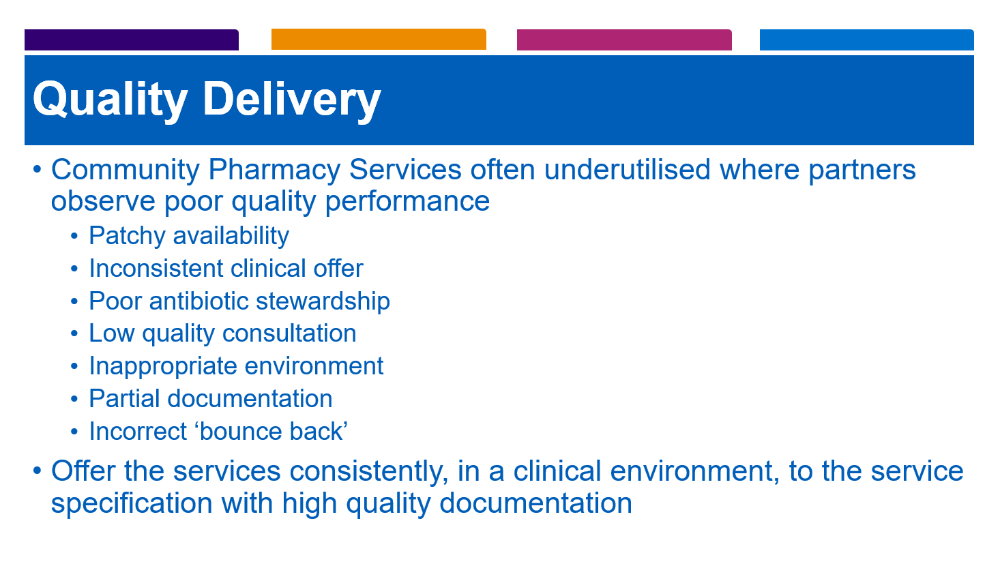 Quality Delivery
• Community Pharmacy Services often underutilised where partners
observe poor quality performance
• Patchy availability
• Inconsistent clinical offer
• Poor antibiotic stewardship
• Low quality consultation
• Inappropriate environment
• Partial documentation
• Incorrect ‘bounce back’
• Offer the services consistently, in a clinical environment, to the service
specification with high quality documentation